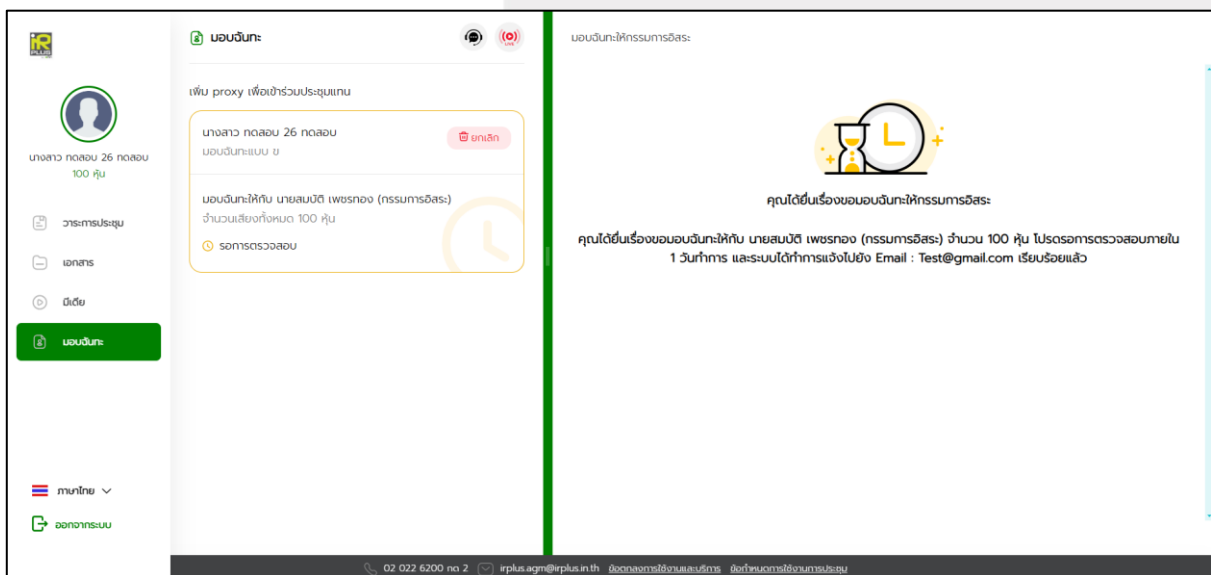 iR
PLUS
นางสาว ทดสอบ 26 ทดสอบ
100 หุ้น
วาระการประชุม
เอกสาร
มีเดีย
มอบฉันทะ
ภาษาไทย
ออกจากระบบ
มอบฉันทะ
LIVE
เพิ่ม proxy เพื่อเข้าร่วมประชุมแทน
นางสาว ทดสอบ 26 ทดสอบ
ยกเลิก
มอบฉันทะแบบ ข
มอบฉันทะให้กับ นายสมบัติ เพชรทอง (กรรมการอิสระ)
จำนวนเสียงทั้งหมด 100 หุ้น
รอการตรวจสอบ
มอบฉันทะให้กรรมการอิสระ
คุณได้ยื่นเรื่องขอมอบฉันทะให้กรรมการอิสระ
คุณได้ยื่นเรื่องขอมอบฉันทะให้กับ นายสมบัติ เพชรทอง (กรรมการอิสระ) จำนวน 100 หุ้น โปรดรอการตรวจสอบภายใน
1 วันทำการ และระบบได้ทำการแจ้งไปยัง Email : Test@gmail.com เรียบร้อยแล้ว
02 022 6200 กด 2 irplus.agm@irplus.in.th ข้อตกลงการใช้งานและบริการ ข้อกำหนดการใช้งานการประชุม